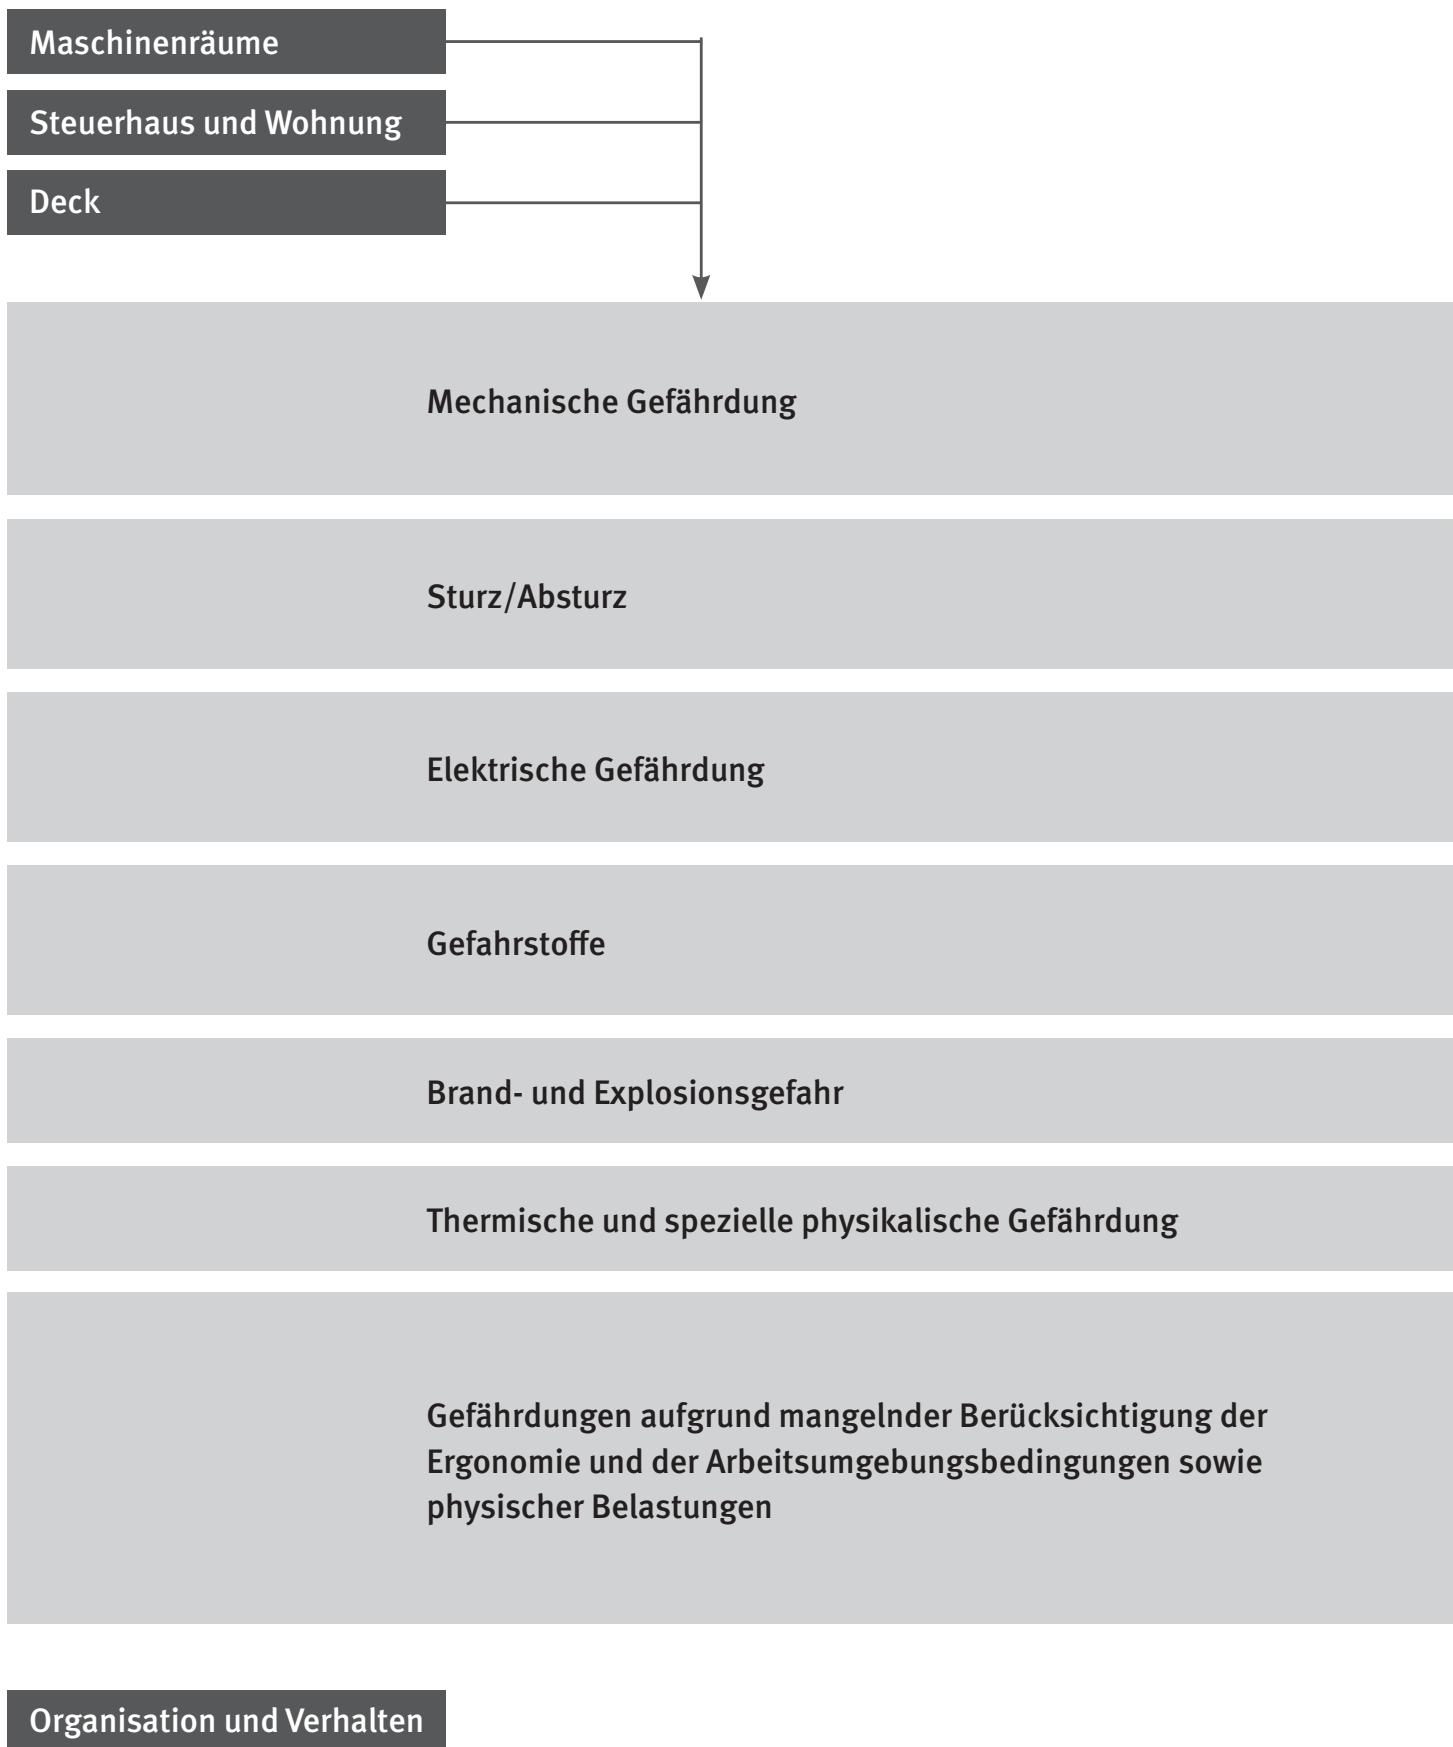 Maschinenräume
Steuerhaus und Wohnung
Deck
Mechanische Gefährdung
Sturz/Absturz
Elektrische Gefährdung
Gefahrstoffe
Brand- und Explosionsgefahr
Thermische und spezielle physikalische Gefährdung
Gefährdungen aufgrund mangelnder Berücksichtigung der
Ergonomie und der Arbeitsumgebungsbedingungen sowie
physischer Belastungen
Organisation und Verhalten